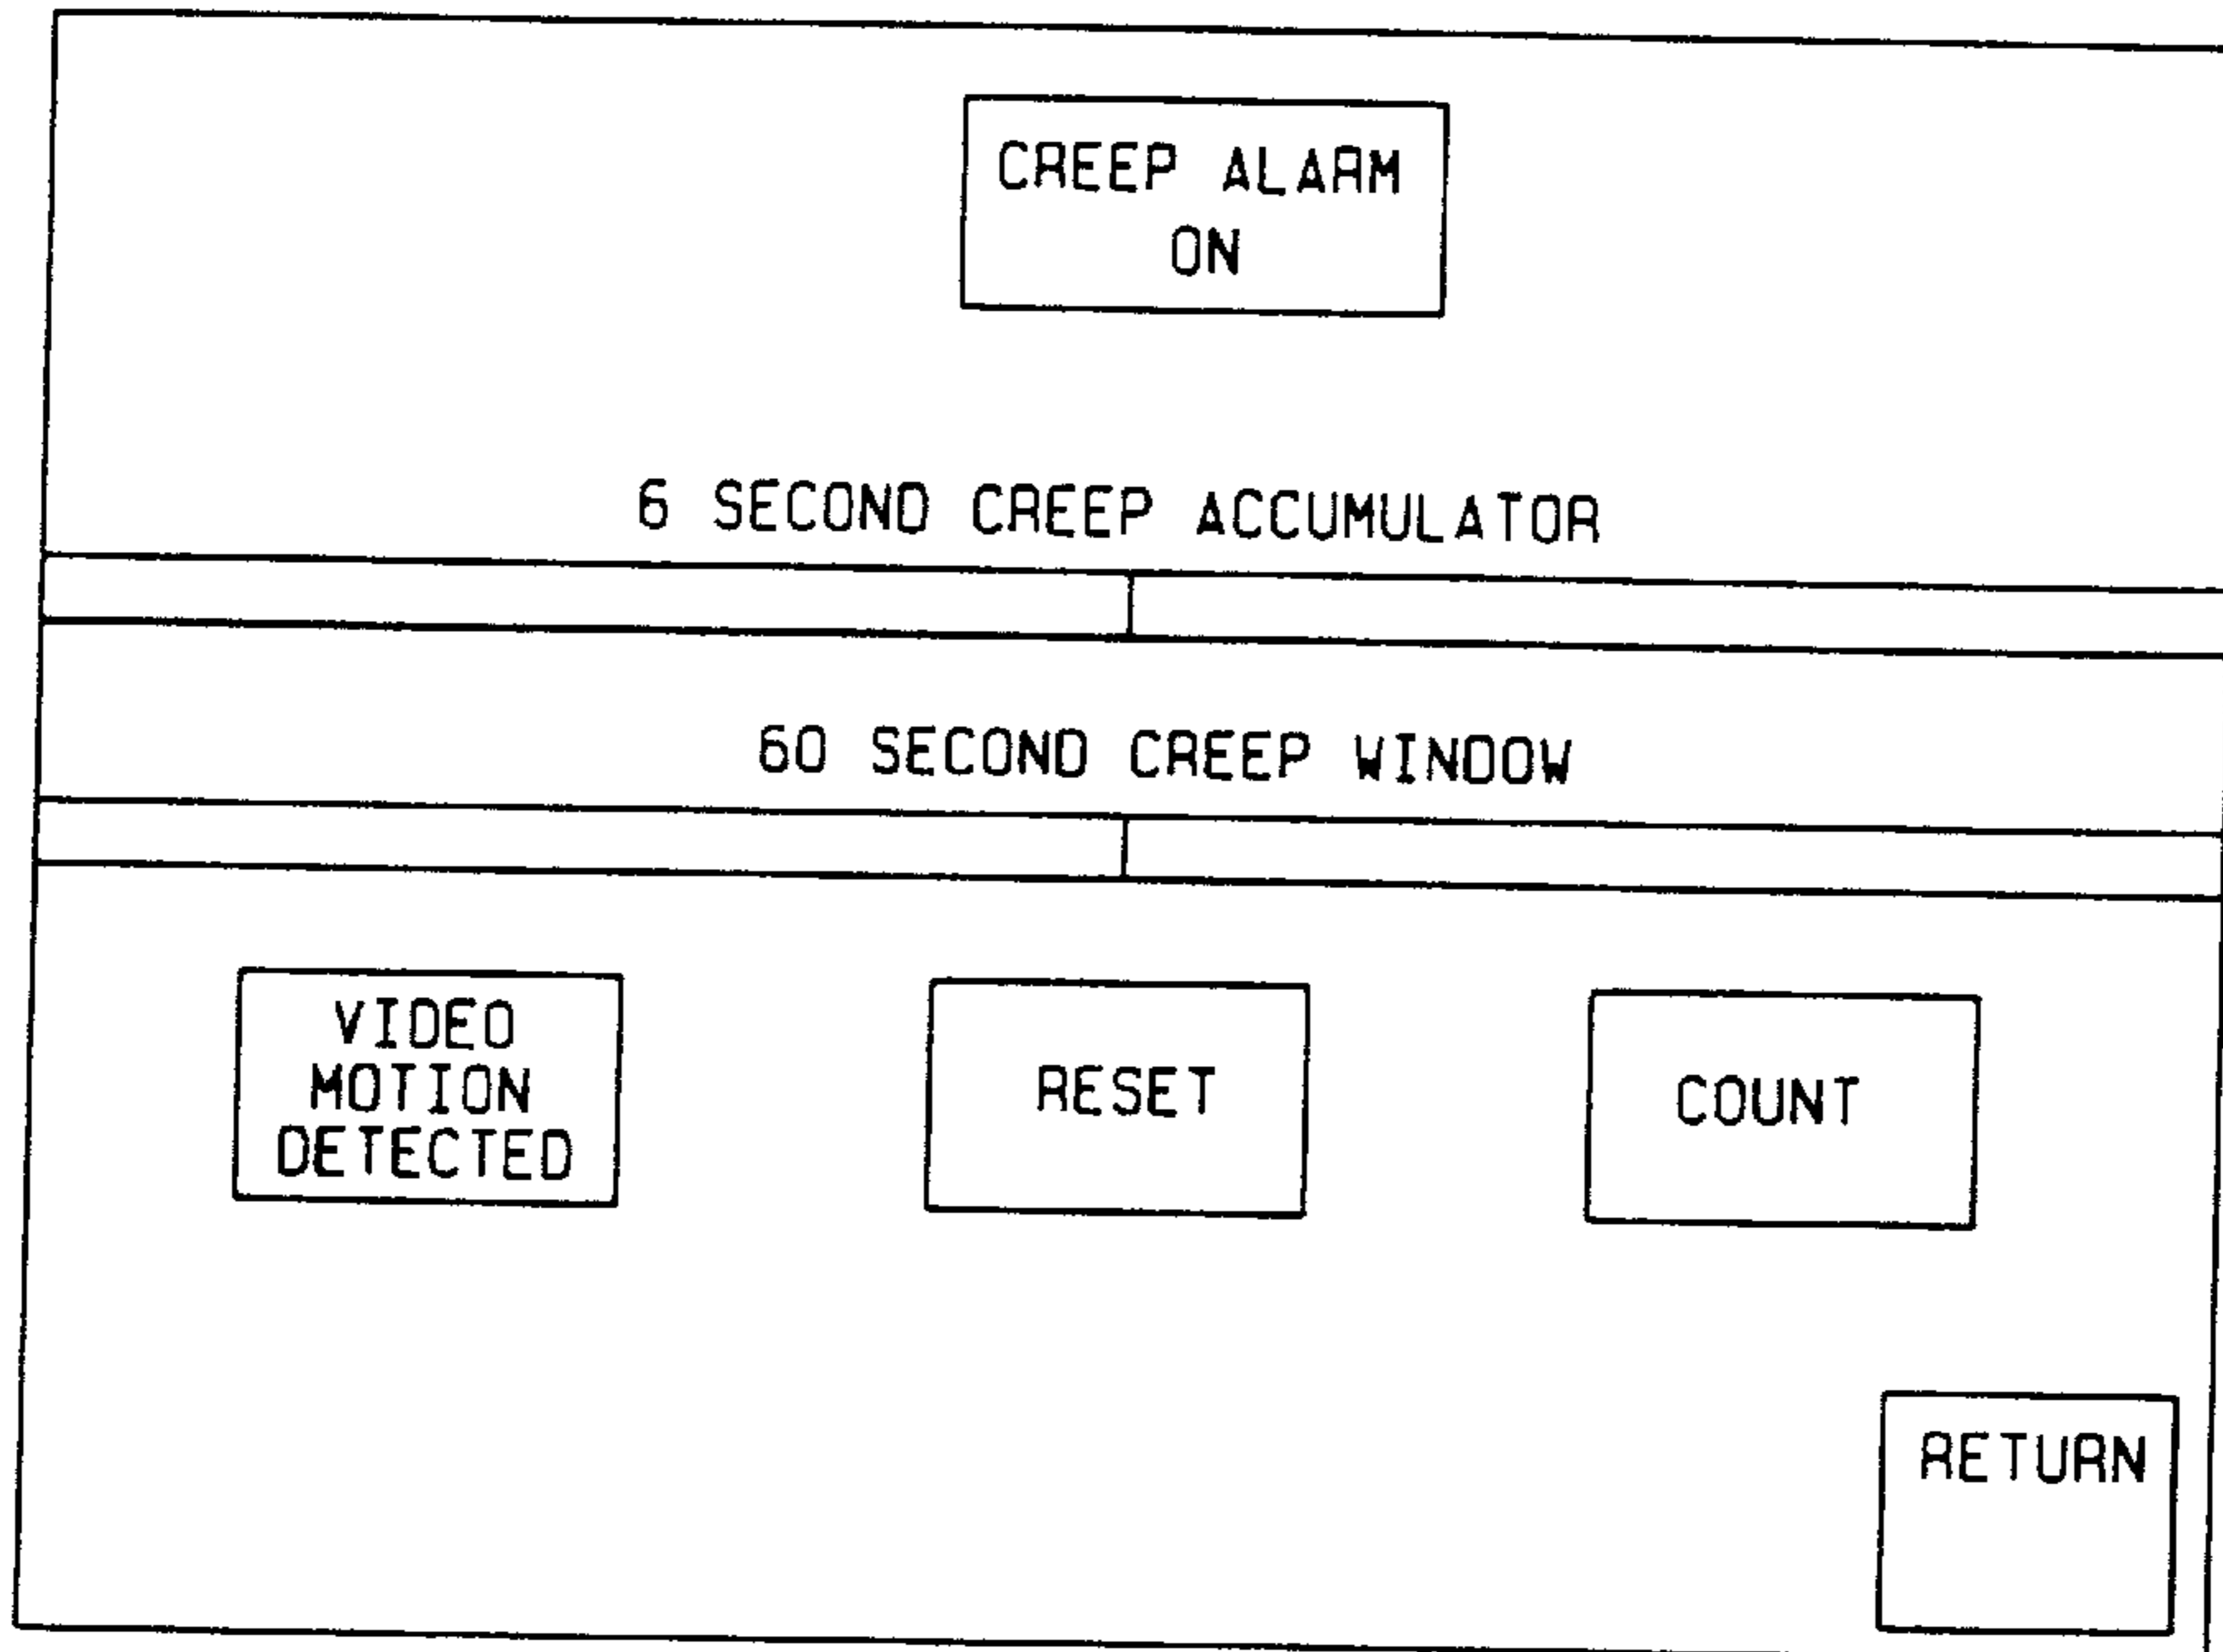 CREEP ALARM
ON
6 SECOND CREEP ACCUMULATOR
60 SECOND CREEP WINDOW
VIDEO
MOTION
DETECTED
RESET
COUNT
RETURN